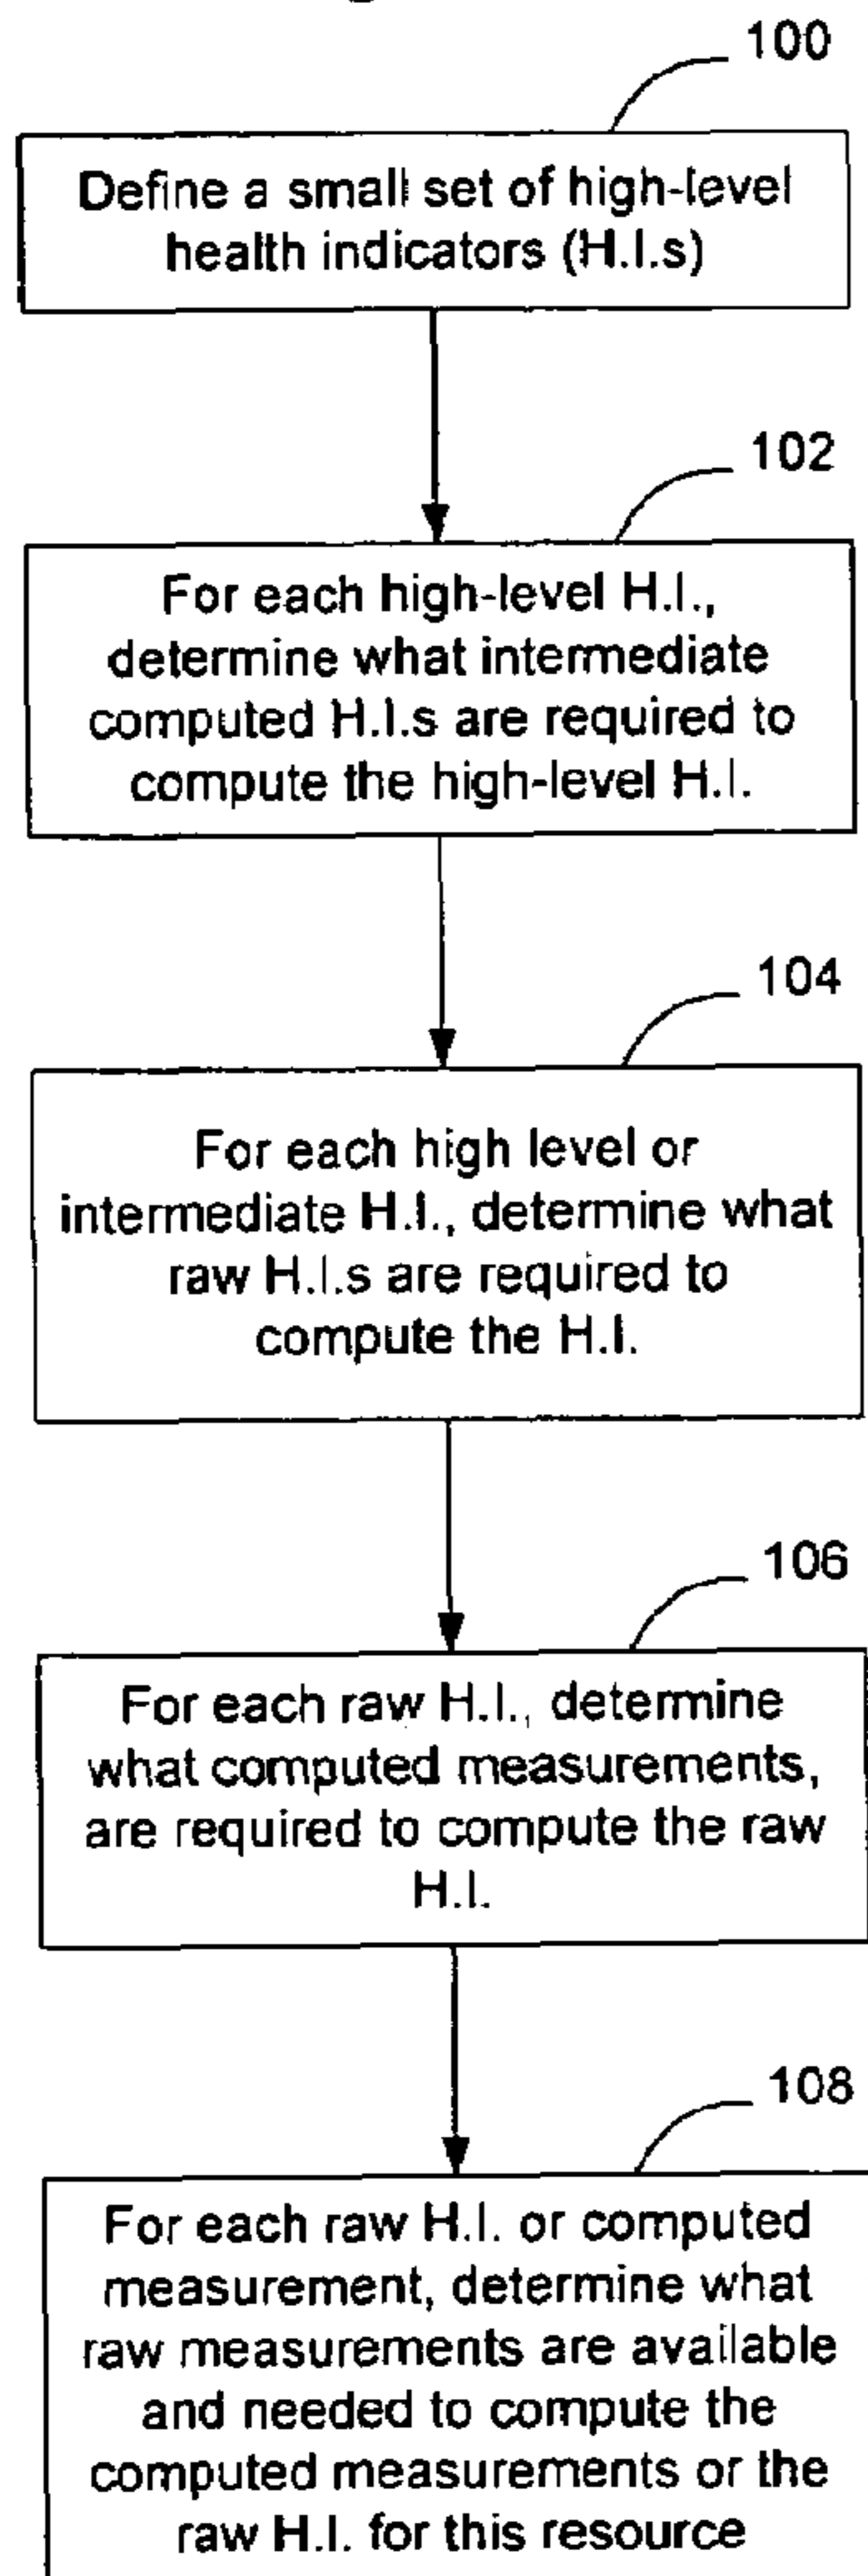 100
Define a small set of high-level
health indicators (H.I.s)
102
For each high-level H.I.,
determine what intermediate
computed H.I.s are required to
compute the high-level H.I.
104
For each high level or
intermediate H.I., determine what
raw H.I.s are required to
compute the H.I.
106
For each raw H.I., determine
what computed measurements,
are required to compute the raw
H.I.
108
For each raw H.I. or computed
measurement, determine what
raw measurements are available
and needed to compute the
computed measurements or the
raw H.I. for this resource